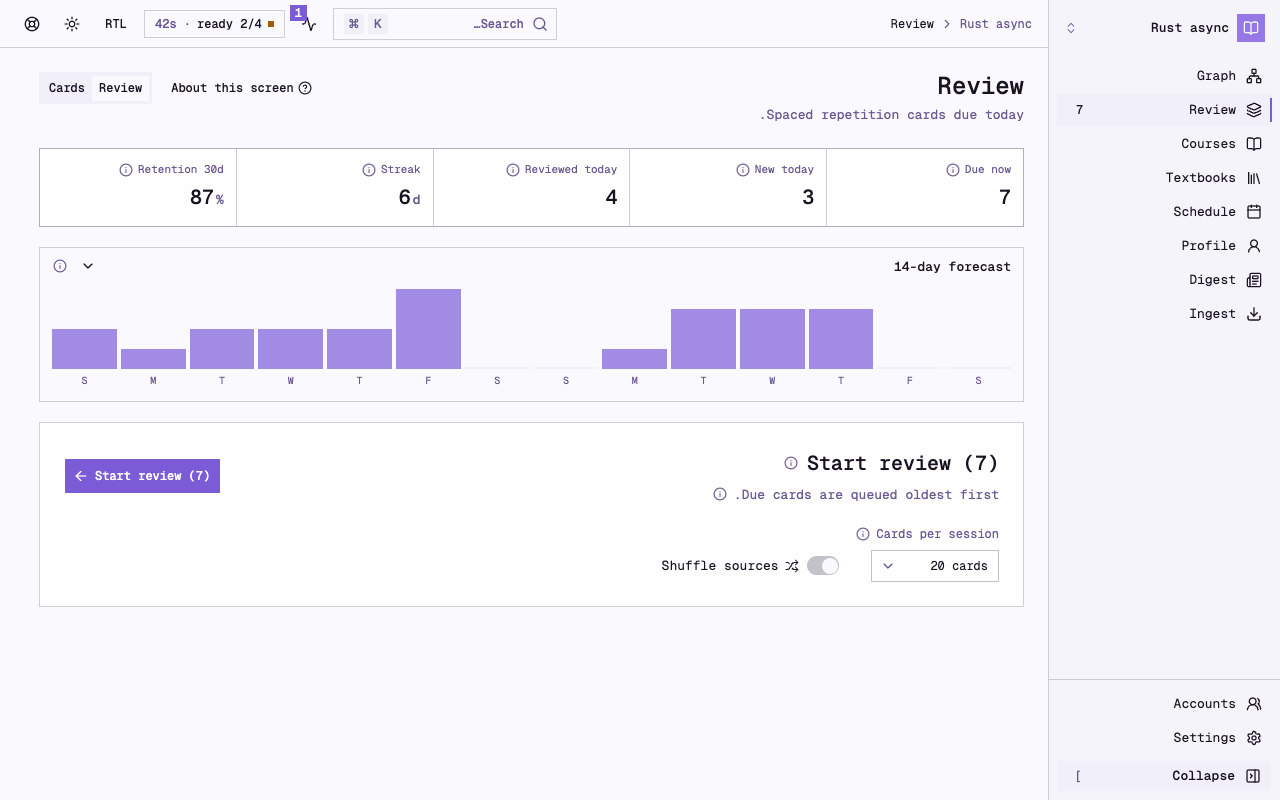 Rust async
Graph
Review 7
Courses
Textbooks
Schedule
Profile
Digest
Ingest
Accounts
Settings
Collapse [
Review > Rust async
Search…
⌘ K
1
42s · ready 2/4
RTL
Review
Spaced repetition cards due today.
About this screen
Cards Review
Due now
7
New today
3
Reviewed today
4
Streak
6d
Retention 30d
87%
14-day forecast
S M T W T F S S M T W T F S
Start review (7)
Due cards are queued oldest first.
Cards per session
20 cards
Shuffle sources
Start review (7)